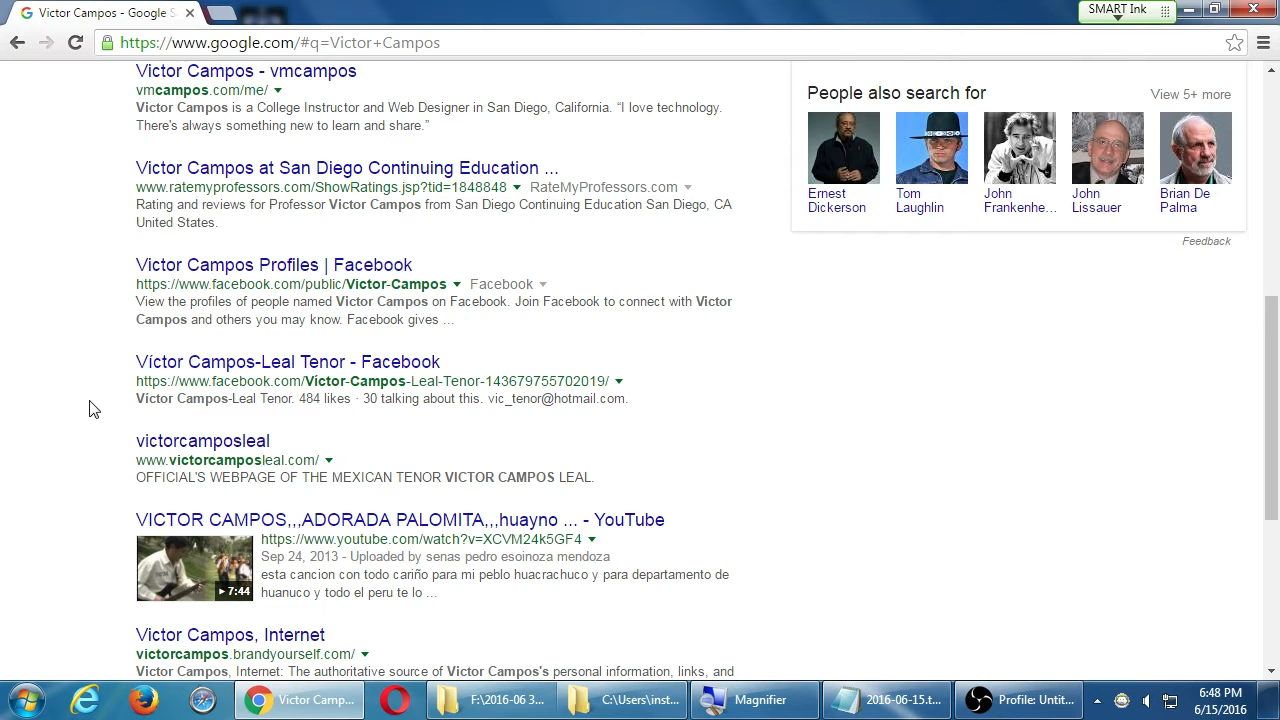 Victor Campos - Google S
SMART Ink
https://www.google.com/#q=Victor+Campos
Victor Campos - vmcampos
vmcampos.com/me/
Victor Campos is a College Instructor and Web Designer in San Diego, California. “I love technology.
There's always something new to learn and share.”
Victor Campos at San Diego Continuing Education ...
www.ratemyprofessors.com/ShowRatings.jsp?tid=1848848 RateMyProfessors.com
Rating and reviews for Professor Victor Campos from San Diego Continuing Education San Diego, CA
United States.
Victor Campos Profiles | Facebook
https://www.facebook.com/public/Victor-Campos Facebook
View the profiles of people named Victor Campos on Facebook. Join Facebook to connect with Victor
Campos and others you may know. Facebook gives ...
Víctor Campos-Leal Tenor - Facebook
https://www.facebook.com/Víctor-Campos-Leal-Tenor-143679755702019/
Víctor Campos-Leal Tenor. 484 likes · 30 talking about this. vic_tenor@hotmail.com.
victorcamposleal
www.victorcamposleal.com/
OFFICIAL'S WEBPAGE OF THE MEXICAN TENOR VICTOR CAMPOS LEAL.
VICTOR CAMPOS,,,ADORADA PALOMITA,,,huayno ... - YouTube
https://www.youtube.com/watch?v=XCVM24k5GF4
Sep 24, 2013 - Uploaded by senas pedro esoinoza mendoza
esta cancion con todo cariño para mi peblo huacrachuco y para departamento de
huanuco y todo el peru te lo ...
7:44
Victor Campos, Internet
victorcampos.brandyourself.com/
Victor Campos, Internet: The authoritative source of Victor Campos's personal information, links, and
People also search for
View 5+ more
Ernest
Dickerson
Tom
Laughlin
John
Frankenhe...
John
Lissauer
Brian De
Palma
Feedback
Victor Camp...
F:\2016-06 3...
C:\Users\inst...
Magnifier
2016-06-15.t...
Profile: Untit...
6:48 PM
6/15/2016